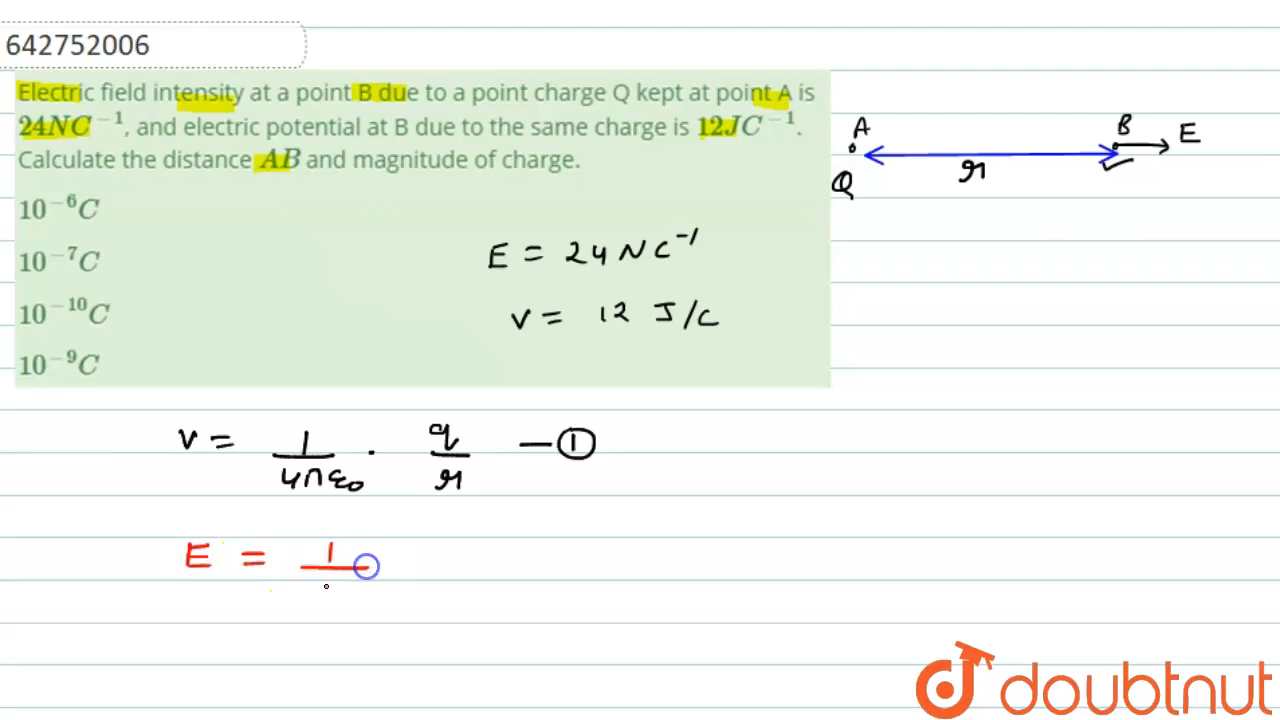 642752006
Electric field intensity at a point B due to a point charge Q kept at point A is
24NC⁻¹, and electric potential at B due to the same charge is 12JC⁻¹.
Calculate the distance AB and magnitude of charge.
10⁻⁶C
10⁻⁷C
10⁻¹⁰C
10⁻⁹C
A B E
r
Q
E = 24 N C⁻¹
V = 12 J/C
V = 1/4πε₀ · q/r — ①
E = 1
doubtnut